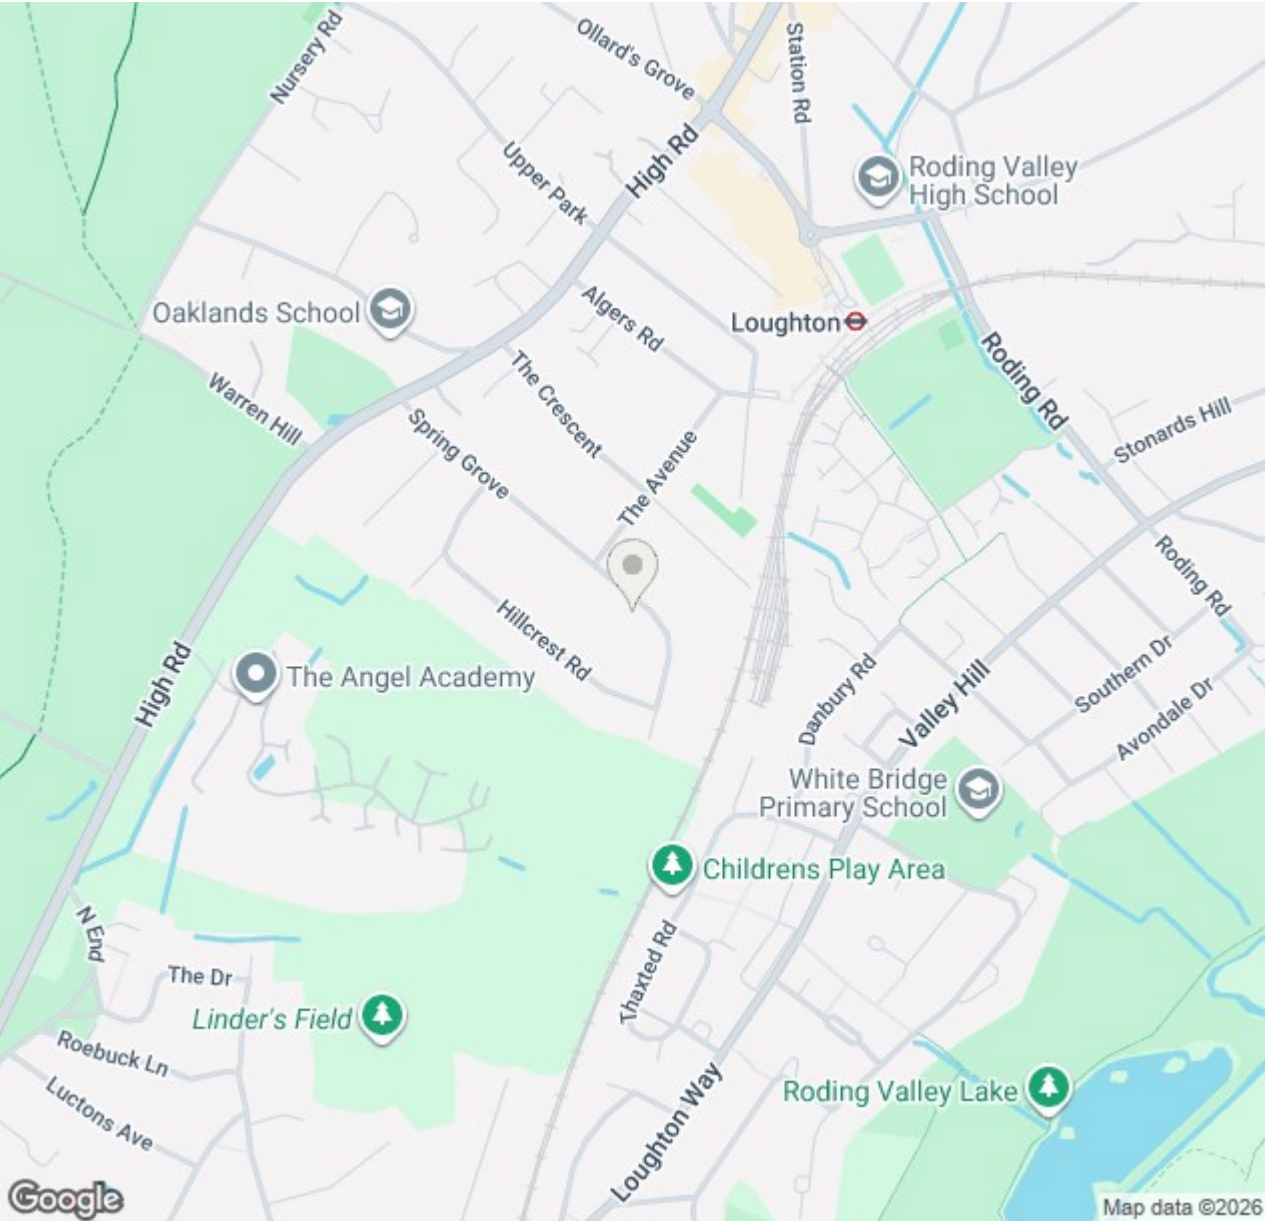 Nursery Rd
Ollard's Grove
Station Rd
High Rd
Upper Park
Roding Valley
High School
Oaklands School
Algers Rd
Loughton
Warren Hill
The Crescent
Roding Rd
Spring Grove
The Avenue
Stonards Hill
Roding Rd
Hillcrest Rd
High Rd
The Angel Academy
Danbury Rd
Valley Hill
Southern Dr
Avondale Dr
White Bridge
Primary School
Childrens Play Area
N End
The Dr
Thaxted Rd
Linder's Field
Roebuck Ln
Luctons Ave
Roding Valley Lake
Loughton Way
Google
Map data ©2026